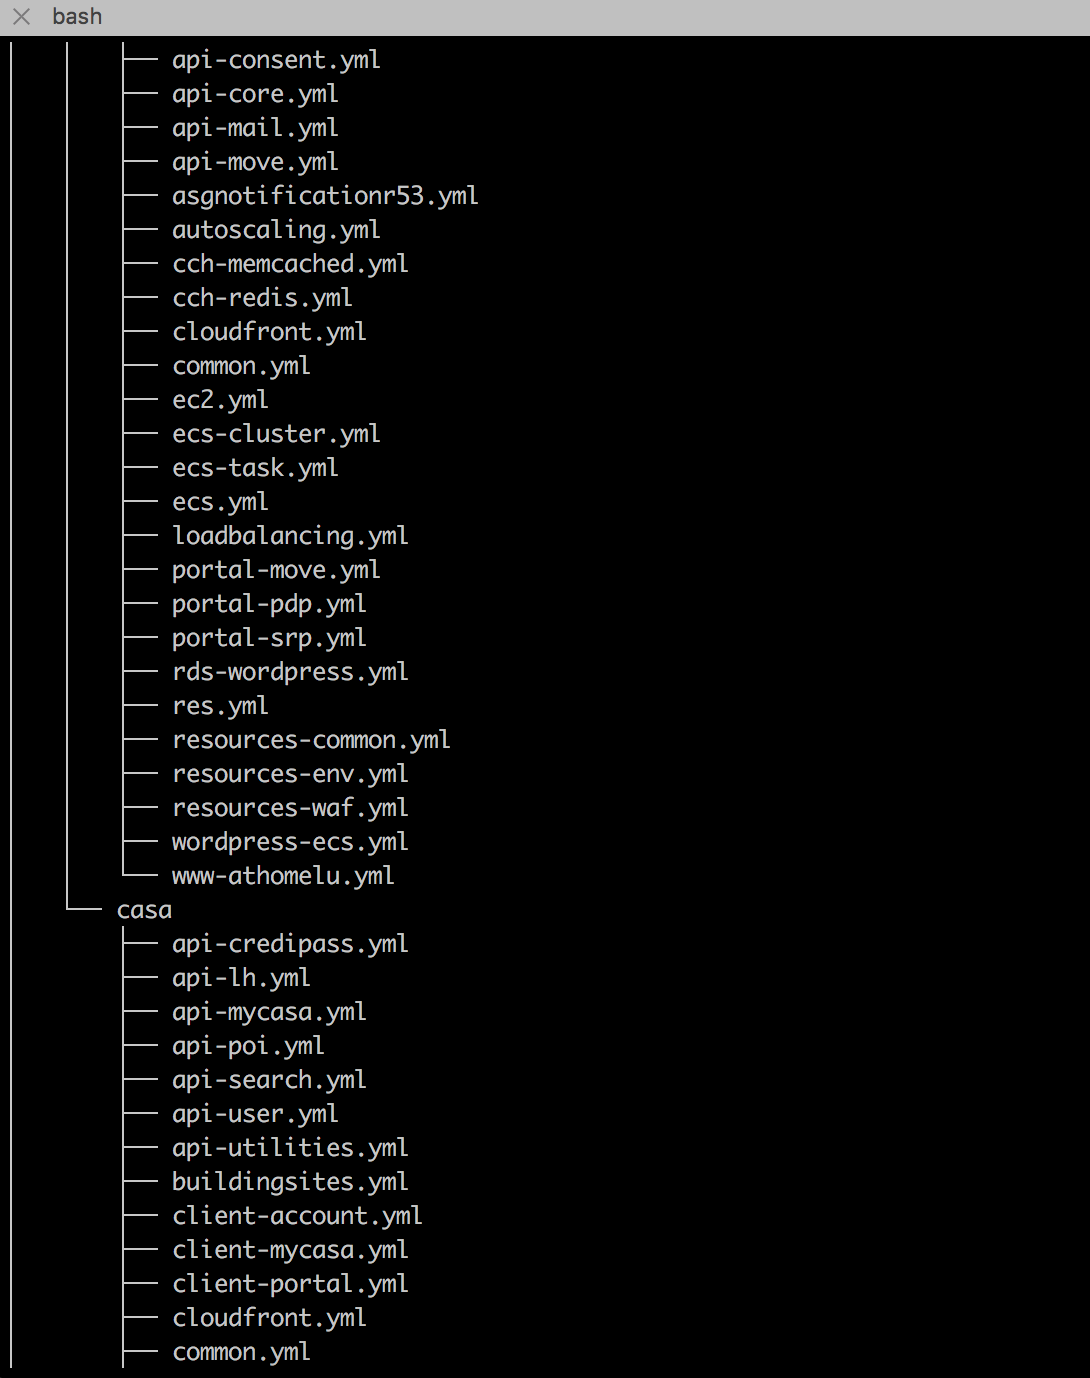 bash
api-consent.yml
api-core.yml
api-mail.yml
api-move.yml
asgnotificationr53.yml
autoscaling.yml
cch-memcached.yml
cch-redis.yml
cloudfront.yml
common.yml
ec2.yml
ecs-cluster.yml
ecs-task.yml
ecs.yml
loadbalancing.yml
portal-move.yml
portal-pdp.yml
portal-srp.yml
rds-wordpress.yml
res.yml
resources-common.yml
resources-env.yml
resources-waf.yml
wordpress-ecs.yml
www-athomelu.yml
casa
api-credipass.yml
api-lh.yml
api-mycasa.yml
api-poi.yml
api-search.yml
api-user.yml
api-utilities.yml
buildingsites.yml
client-account.yml
client-mycasa.yml
client-portal.yml
cloudfront.yml
common.yml